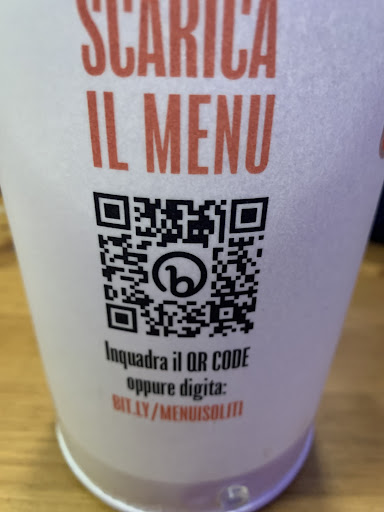 SCARICA
IL MENU
b
Inquadra il QR CODE
oppure digita:
BIT.LY/MENUISOLITI